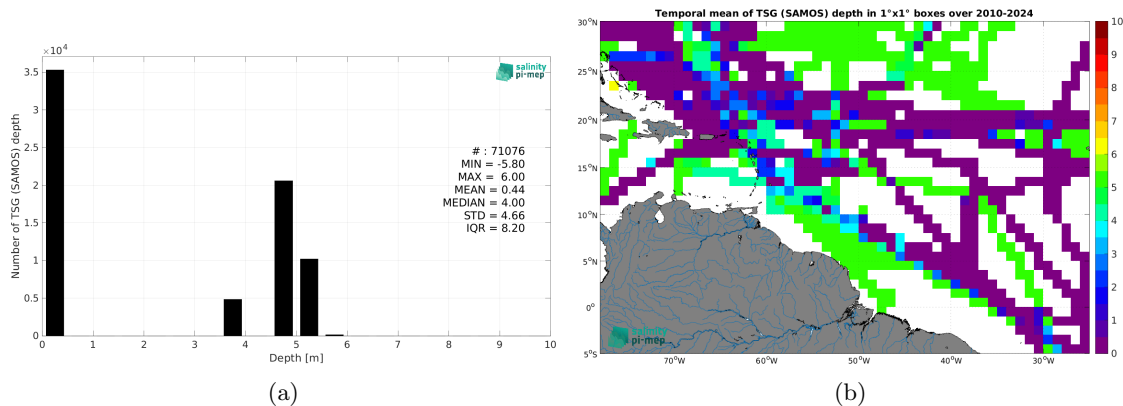 ×10⁴
3.5
3
2.5
2
1.5
1
0.5
0
Number of TSG (SAMOS) depth
0 1 2 3 4 5 6 7 8 9 10
Depth [m]
salinity
pi-mep
# : 71076
MIN = -5.80
MAX = 6.00
MEAN = 0.44
MEDIAN = 4.00
STD = 4.66
IQR = 8.20
(a)
Temporal mean of TSG (SAMOS) depth in 1°x1° boxes over 2010-2024
30°N
25°N
20°N
15°N
10°N
5°N
0°
5°S
70°W 60°W 50°W 40°W 30°W
salinity
pi-mep
10
9
8
7
6
5
4
3
2
1
0
(b)